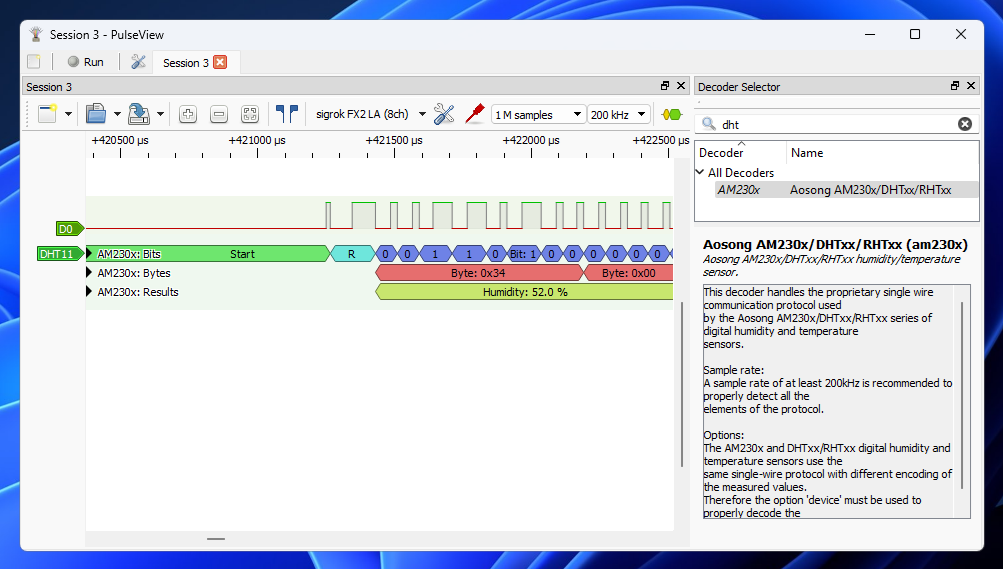 Session 3 - PulseView
Run
Session 3
Session 3
sigrok FX2 LA (8ch)
1 M samples
200 kHz
+420500 µs
+421000 µs
+421500 µs
+422000 µs
+422500 µs
D0
DHT11
AM230x: Bits
Start
R
0
0
1
1
0
Bit: 1
0
0
0
0
0
0
0
AM230x: Bytes
Byte: 0x34
Byte: 0x00
AM230x: Results
Humidity: 52.0 %
Decoder Selector
dht
Decoder
Name
All Decoders
AM230x
Aosong AM230x/DHTxx/RHTxx
Aosong AM230x/DHTxx/RHTxx (am230x)
Aosong AM230x/DHTxx/RHTxx humidity/temperature
sensor.
This decoder handles the proprietary single wire
communication protocol used
by the Aosong AM230x/DHTxx/RHTxx series of
digital humidity and temperature
sensors.
Sample rate:
A sample rate of at least 200kHz is recommended to
properly detect all the
elements of the protocol.
Options:
The AM230x and DHTxx/RHTxx digital humidity and
temperature sensors use the
same single-wire protocol with different encoding of
the measured values.
Therefore the option 'device' must be used to
properly decode the